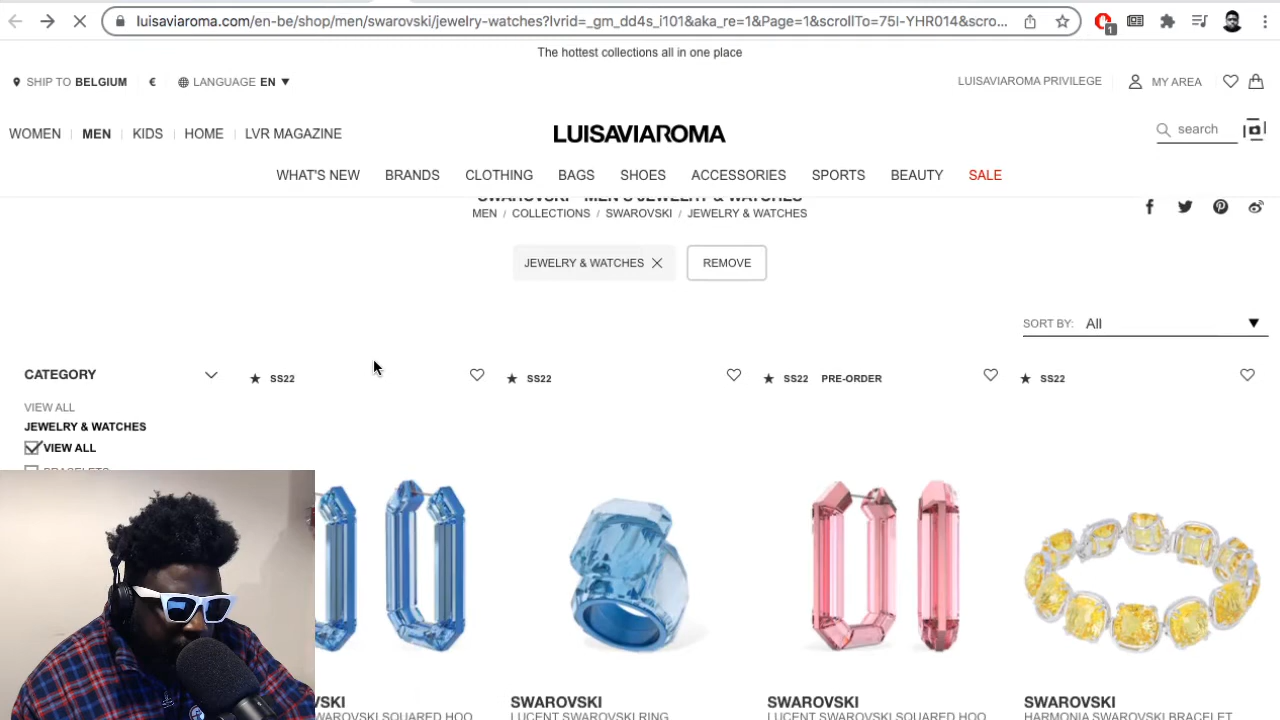 luisaviaroma.com/en-be/shop/men/swarovski/jewelry-watches?lvrid=_gm_dd4s_i101&aka_re=1&Page=1&scrollTo=75I-YHR014&scro...
1
The hottest collections all in one place
SHIP TO BELGIUM € LANGUAGE EN
LUISAVIAROMA PRIVILEGE MY AREA
WOMEN | MEN | KIDS | HOME | LVR MAGAZINE
LUISAVIAROMA
search
WHAT'S NEW BRANDS CLOTHING BAGS SHOES ACCESSORIES SPORTS BEAUTY SALE
SWAROVSKI - MEN'S JEWELRY & WATCHES
MEN / COLLECTIONS / SWAROVSKI / JEWELRY & WATCHES
JEWELRY & WATCHES REMOVE
SORT BY: All
CATEGORY
VIEW ALL
JEWELRY & WATCHES
VIEW ALL
BRACELETS
SS22
SS22
SS22 PRE-ORDER
SS22
VSKI
WAROVSKI SQUARED HOO
SWAROVSKI
LUCENT SWAROVSKI RING
SWAROVSKI
LUCENT SWAROVSKI SQUARED HOO
SWAROVSKI
HARMONIA SWAROVSKI BRACELET